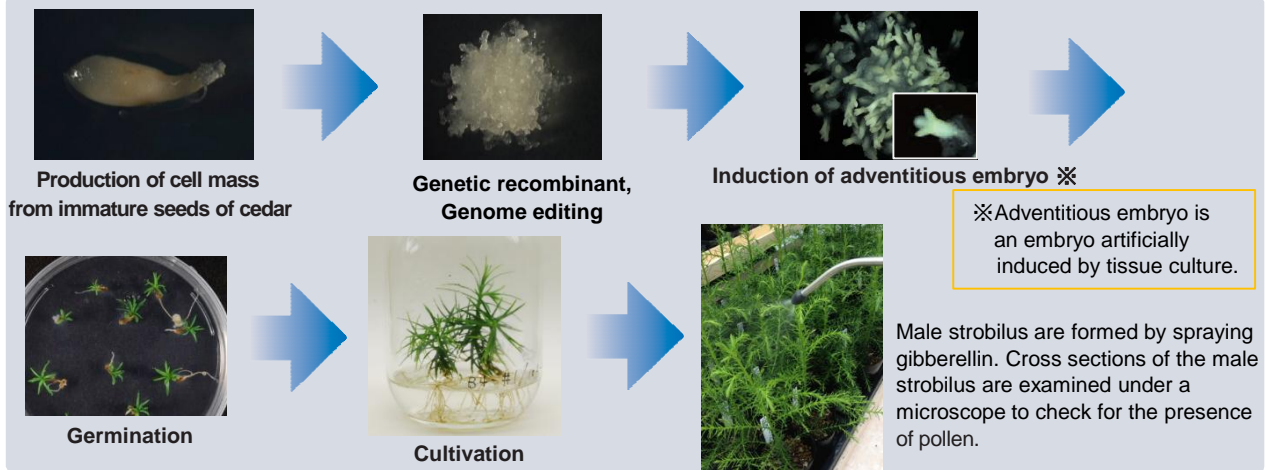 Production of cell mass
from immature seeds of cedar
Genetic recombinant,
Genome editing
Induction of adventitious embryo ※
※Adventitious embryo is
an embryo artificially
induced by tissue culture.
Germination
Cultivation
Male strobilus are formed by spraying
gibberellin. Cross sections of the male
strobilus are examined under a
microscope to check for the presence
of pollen.